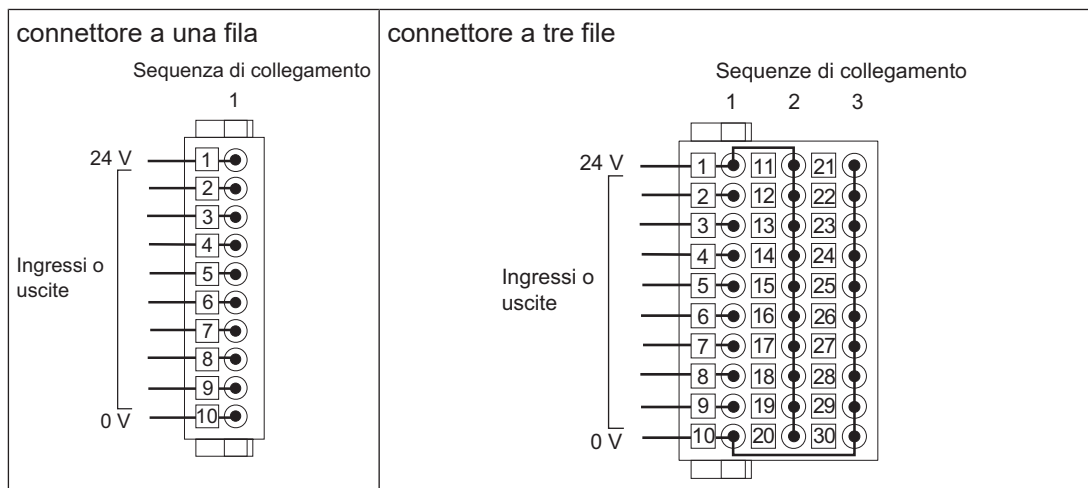 connettore a una fila
Sequenza di collegamento
1
24 V
1
2
3
4
Ingressi o
uscite
5
6
7
8
9
0 V
10
connettore a tre file
Sequenze di collegamento
1 2 3
24 V
1 11 21
2 12 22
3 13 23
4 14 24
Ingressi o
uscite
5 15 25
6 16 26
7 17 27
8 18 28
9 19 29
0 V
10 20 30